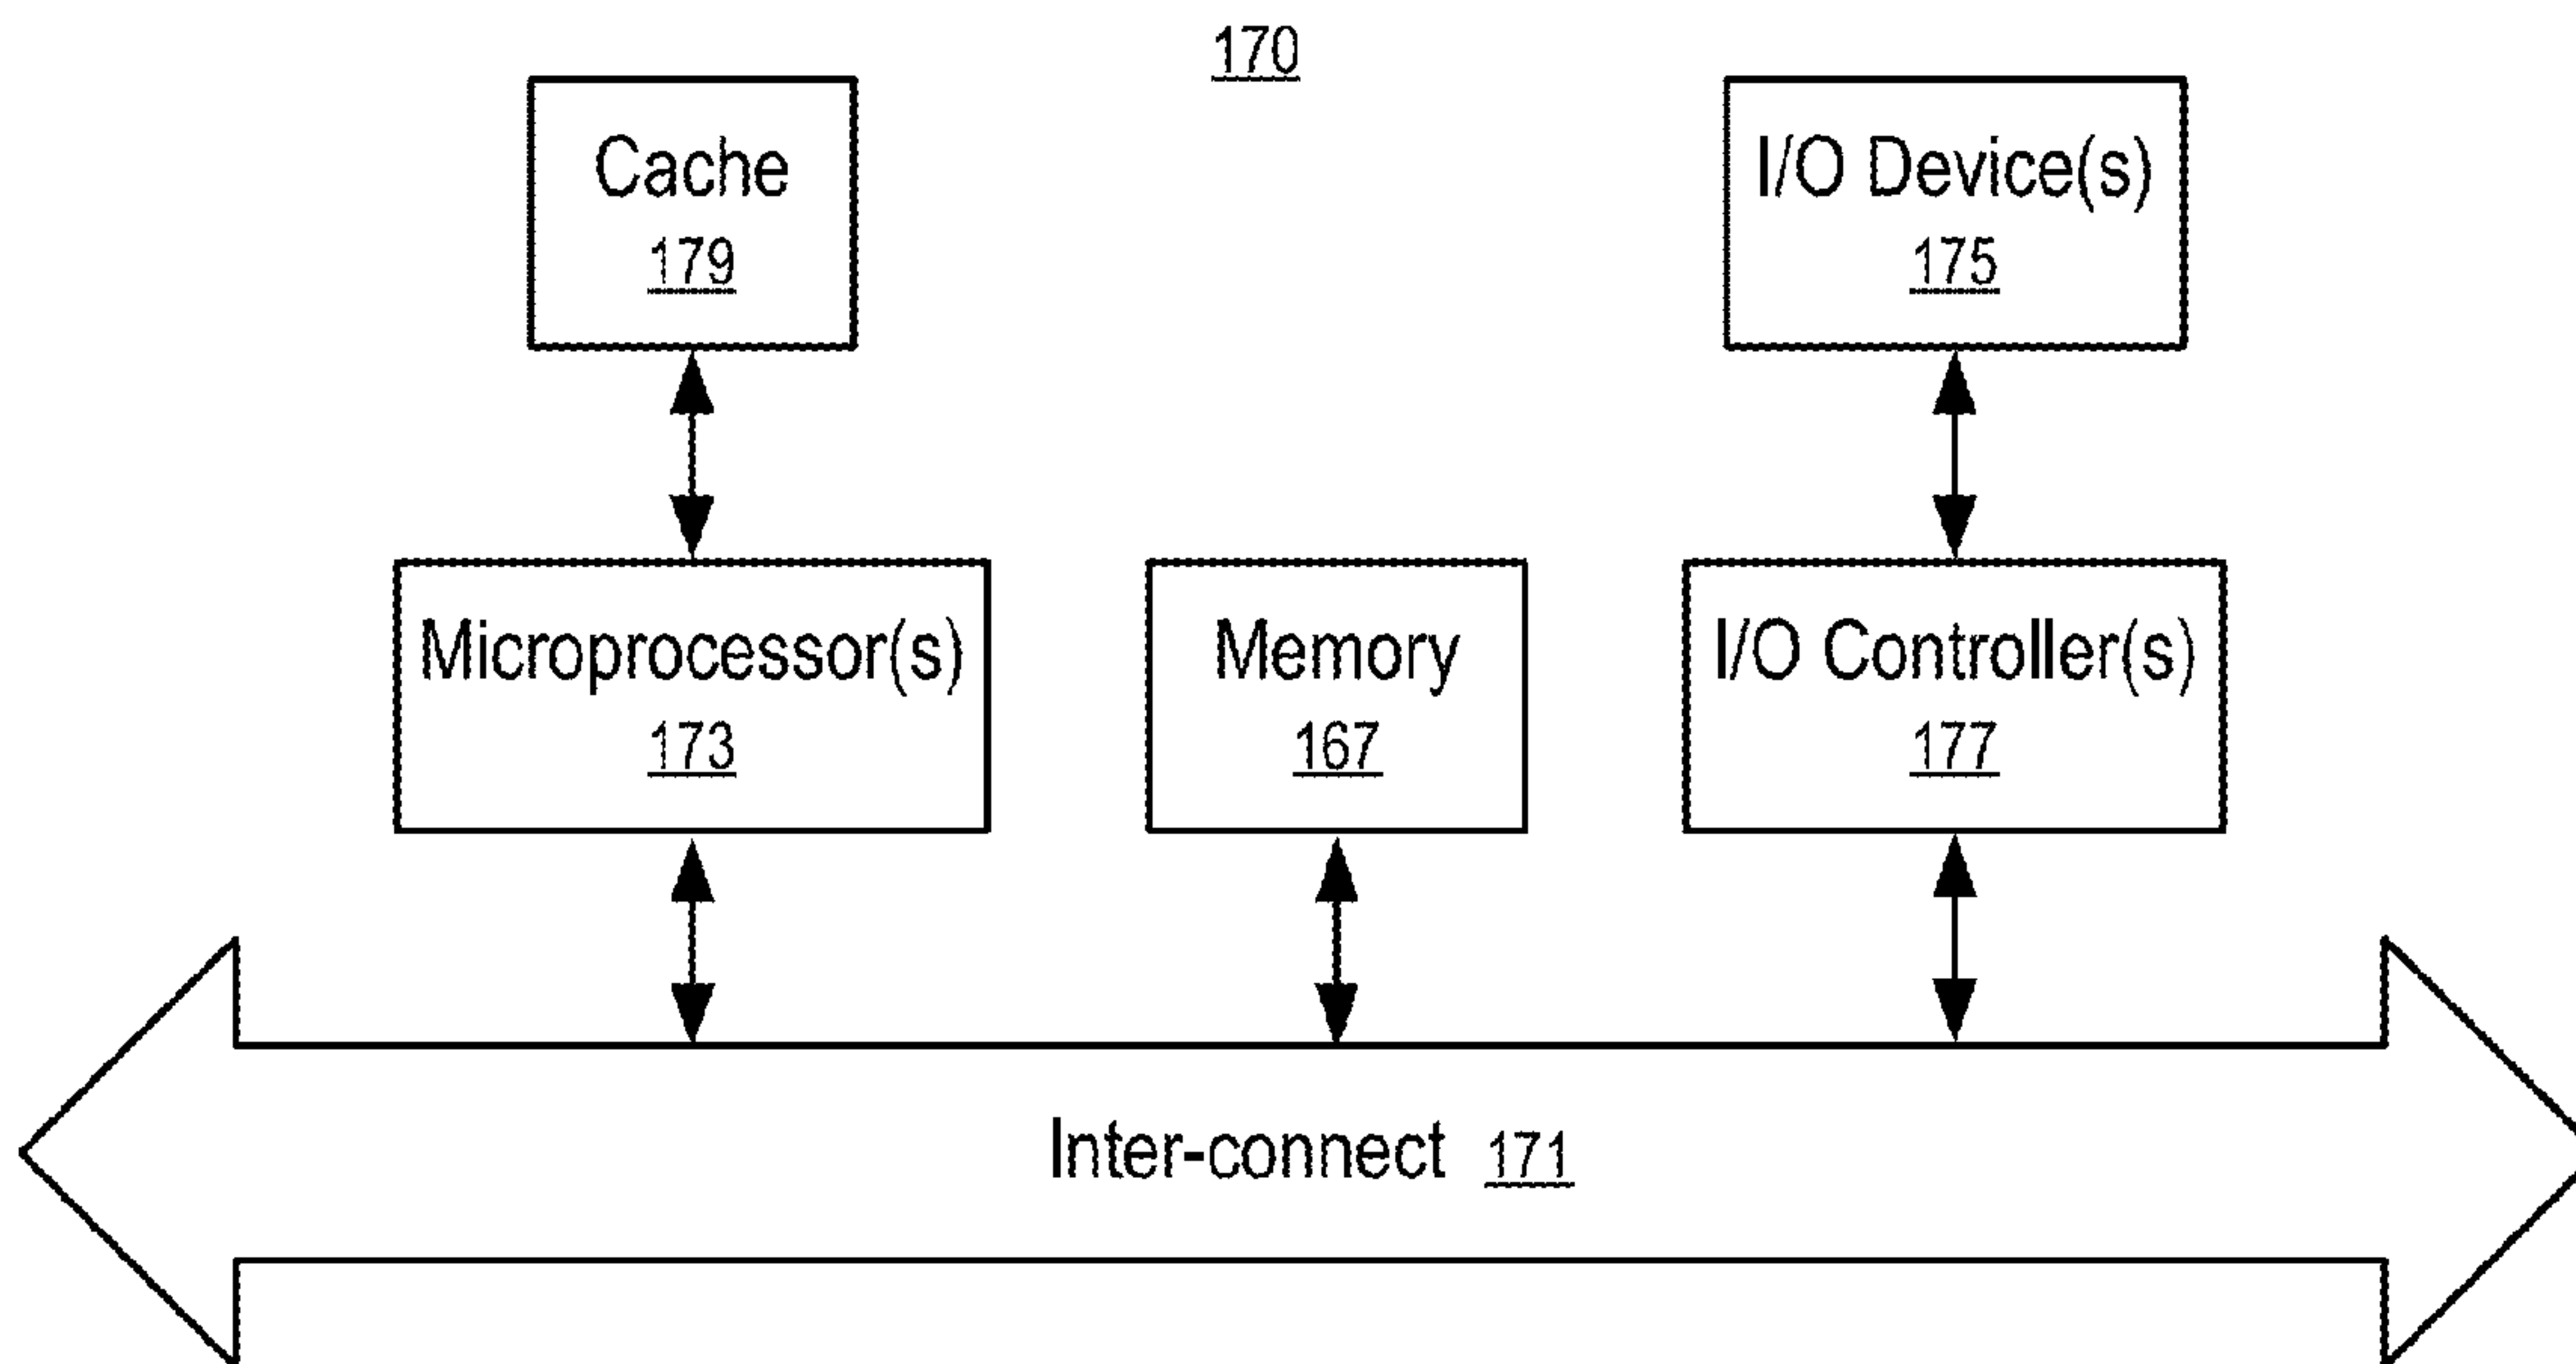 170
Cache
179
I/O Device(s)
175
Microprocessor(s)
173
Memory
167
I/O Controller(s)
177
Inter-connect 171